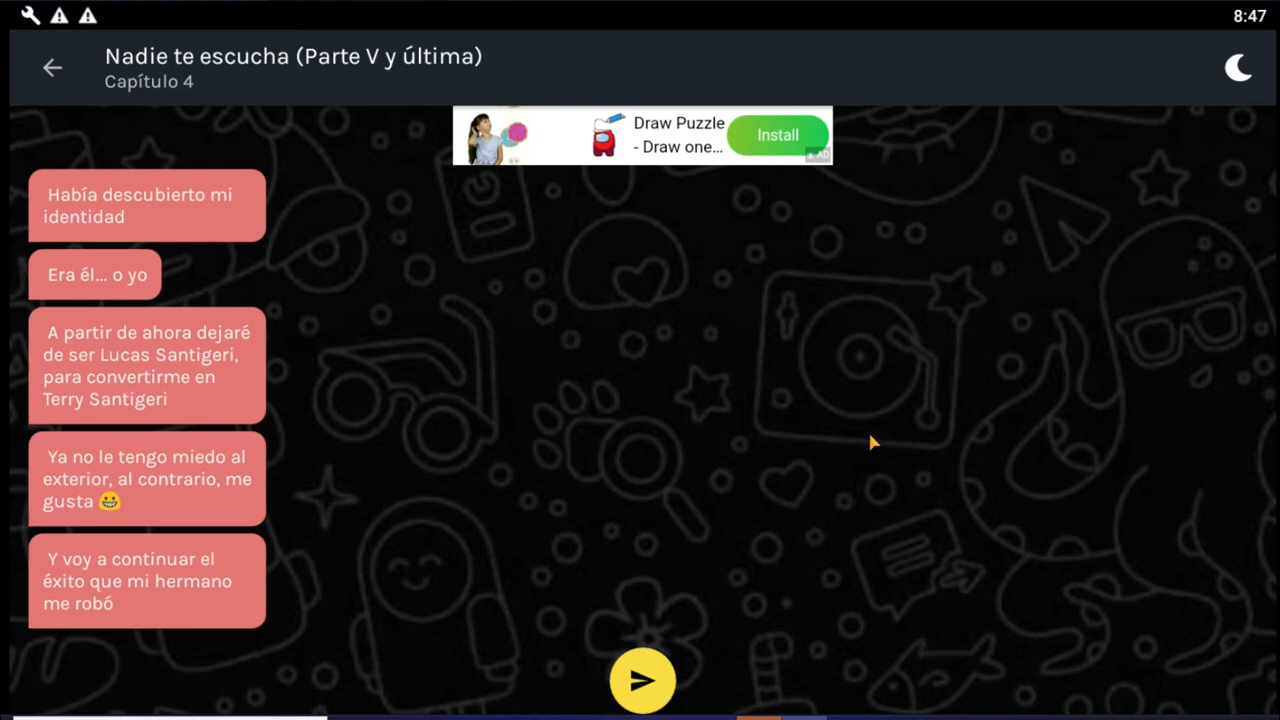 8:47
Nadie te escucha (Parte V y última)
Capítulo 4
Draw Puzzle
- Draw one...
Install
AD
Había descubierto mi
identidad
Era él... o yo
A partir de ahora dejaré
de ser Lucas Santigeri,
para convertirme en
Terry Santigeri
Ya no le tengo miedo al
exterior, al contrario, me
gusta 😀
Y voy a continuar el
éxito que mi hermano
me robó